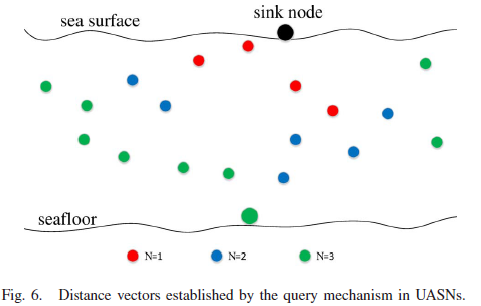 sink node
sea surface
seafloor
N=1 N=2 N=3
Fig. 6. Distance vectors established by the query mechanism in UASNs.